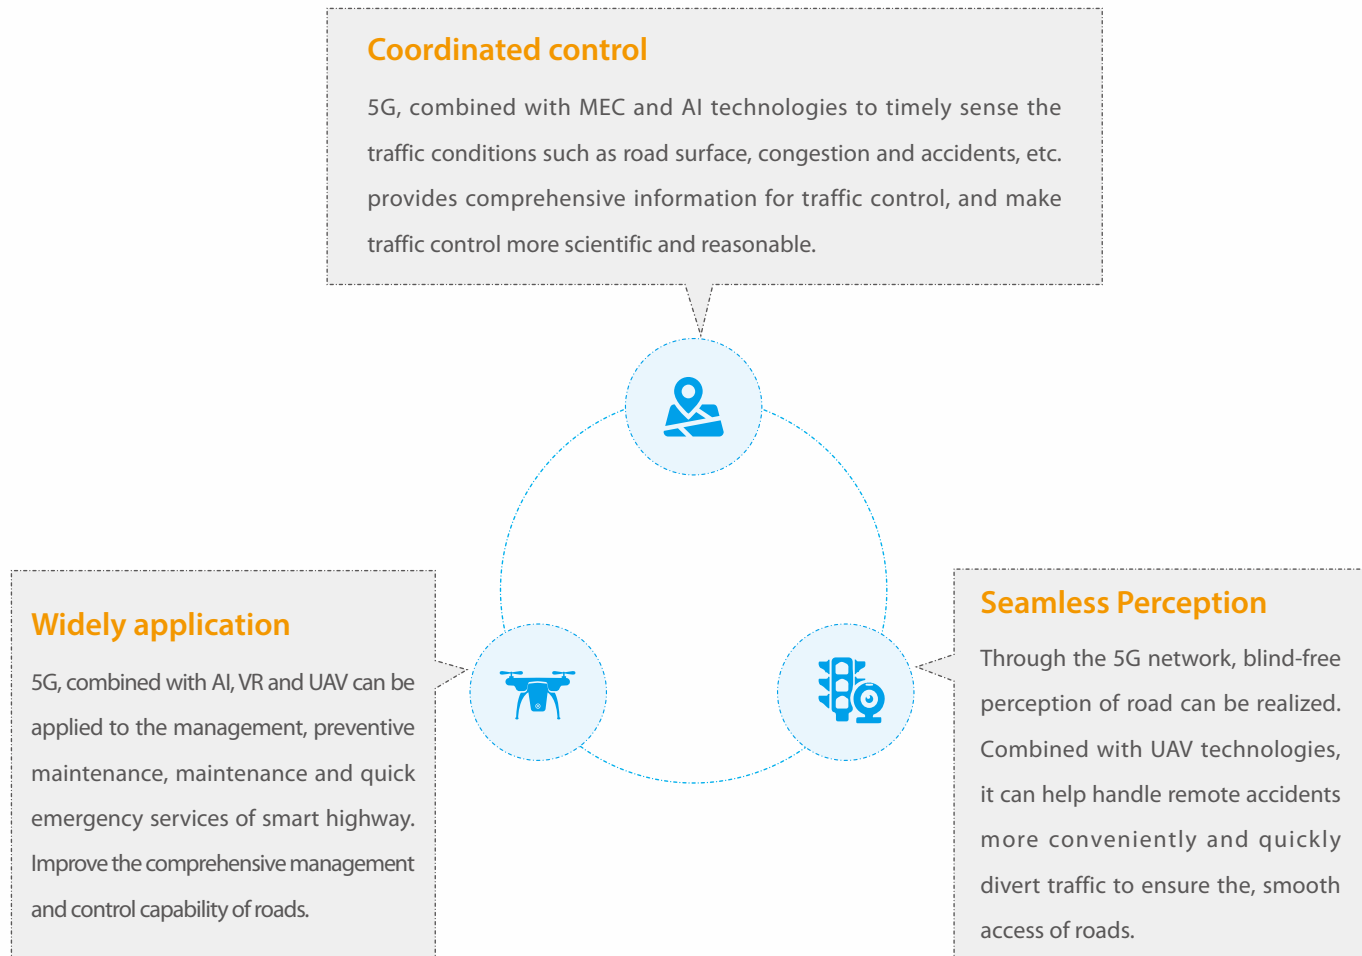 Coordinated control
5G, combined with MEC and AI technologies to timely sense the
traffic conditions such as road surface, congestion and accidents, etc.
provides comprehensive information for traffic control, and make
traffic control more scientific and reasonable.
Widely application
5G, combined with AI, VR and UAV can be
applied to the management, preventive
maintenance, maintenance and quick
emergency services of smart highway.
Improve the comprehensive management
and control capability of roads.
Seamless Perception
Through the 5G network, blind-free
perception of road can be realized.
Combined with UAV technologies,
it can help handle remote accidents
more conveniently and quickly
divert traffic to ensure the, smooth
access of roads.